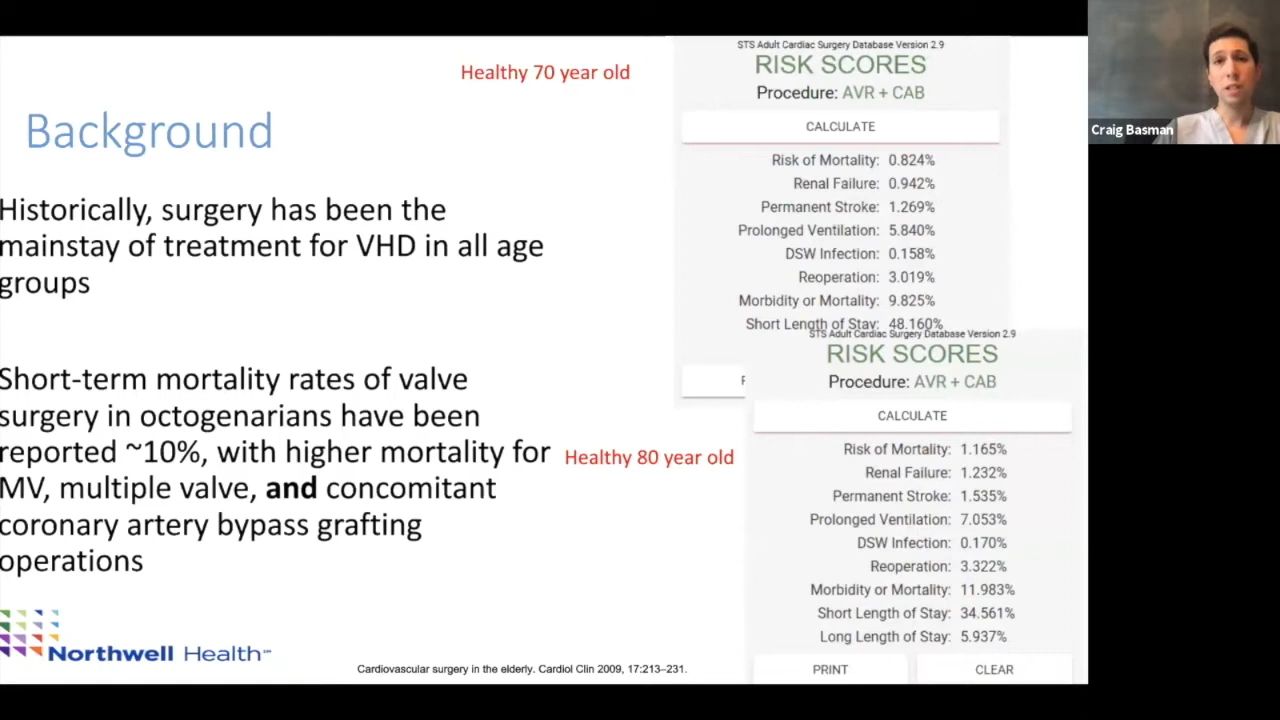 Healthy 70 year old
Background
Historically, surgery has been the
mainstay of treatment for VHD in all age
groups
Short-term mortality rates of valve
surgery in octogenarians have been
reported ~10%, with higher mortality for
MV, multiple valve, and concomitant
coronary artery bypass grafting
operations
Northwell Health
Cardiovascular surgery in the elderly. Cardiol Clin 2009, 17:213–231.
STS Adult Cardiac Surgery Database Version 2.9
RISK SCORES
Procedure: AVR + CAB
CALCULATE
Risk of Mortality: 0.824%
Renal Failure: 0.942%
Permanent Stroke: 1.269%
Prolonged Ventilation: 5.840%
DSW Infection: 0.158%
Reoperation: 3.019%
Morbidity or Mortality: 9.825%
Short Length of Stay: 48.160%
Healthy 80 year old
STS Adult Cardiac Surgery Database Version 2.9
RISK SCORES
Procedure: AVR + CAB
CALCULATE
Risk of Mortality: 1.165%
Renal Failure: 1.232%
Permanent Stroke: 1.535%
Prolonged Ventilation: 7.053%
DSW Infection: 0.170%
Reoperation: 3.322%
Morbidity or Mortality: 11.983%
Short Length of Stay: 34.561%
Long Length of Stay: 5.937%
PRINT
CLEAR
Craig Basman